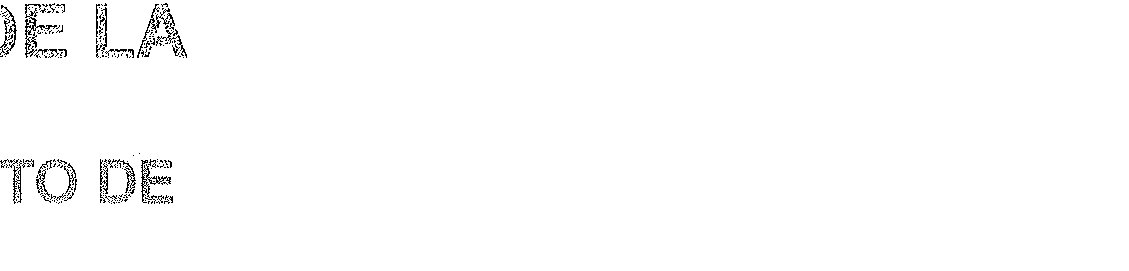 DE LA
TO DE